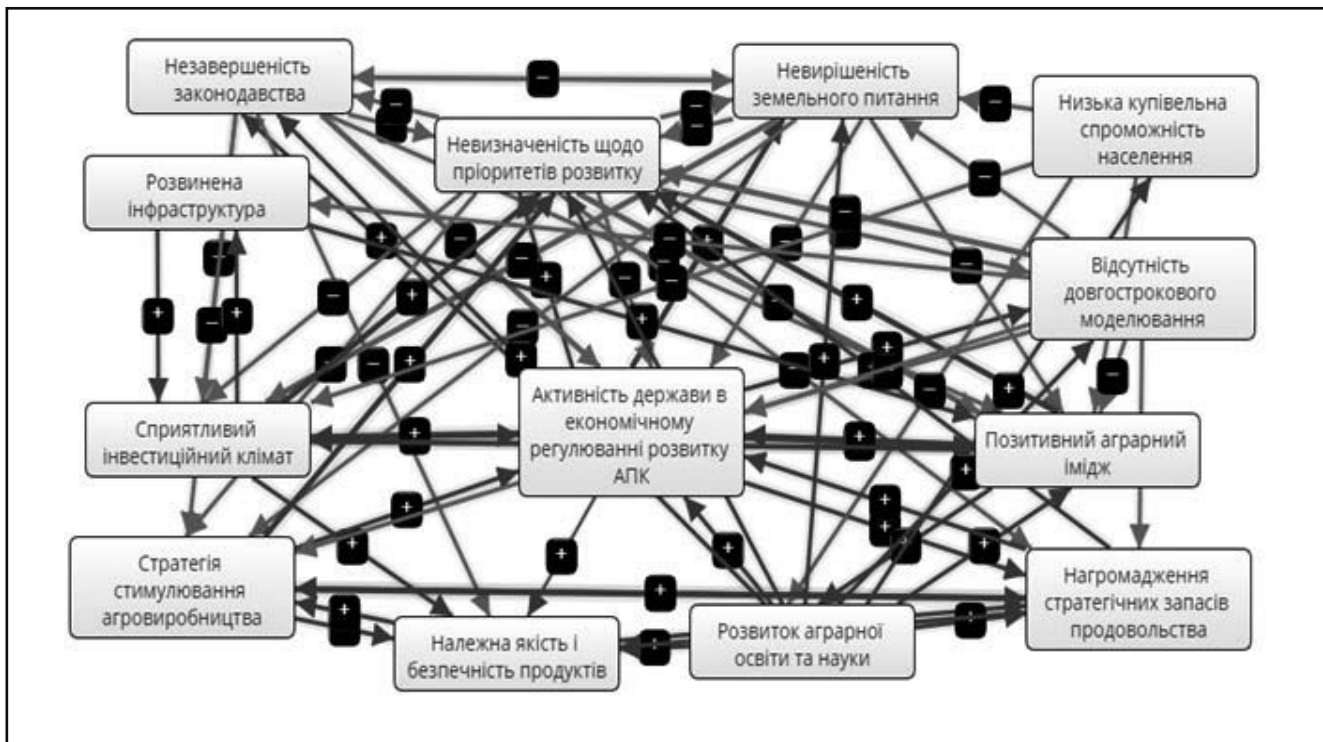 Незавершеність
законодавства
Невирішеність
земельного питання
Низька купівельна
спроможність
населення
Невизначеність щодо
пріоритетів розвитку
Розвинена
інфраструктура
Відсутність
довгострокового
моделювання
Активність держави в
економічному
регулюванні розвитку
АПК
Сприятливий
інвестиційний клімат
Позитивний аграрний
імідж
Стратегія
стимулювання
агровиробництва
Належна якість і
безпечність продуктів
Розвиток аграрної
освіти та науки
Нагромадження
стратегічних запасів
продовольства